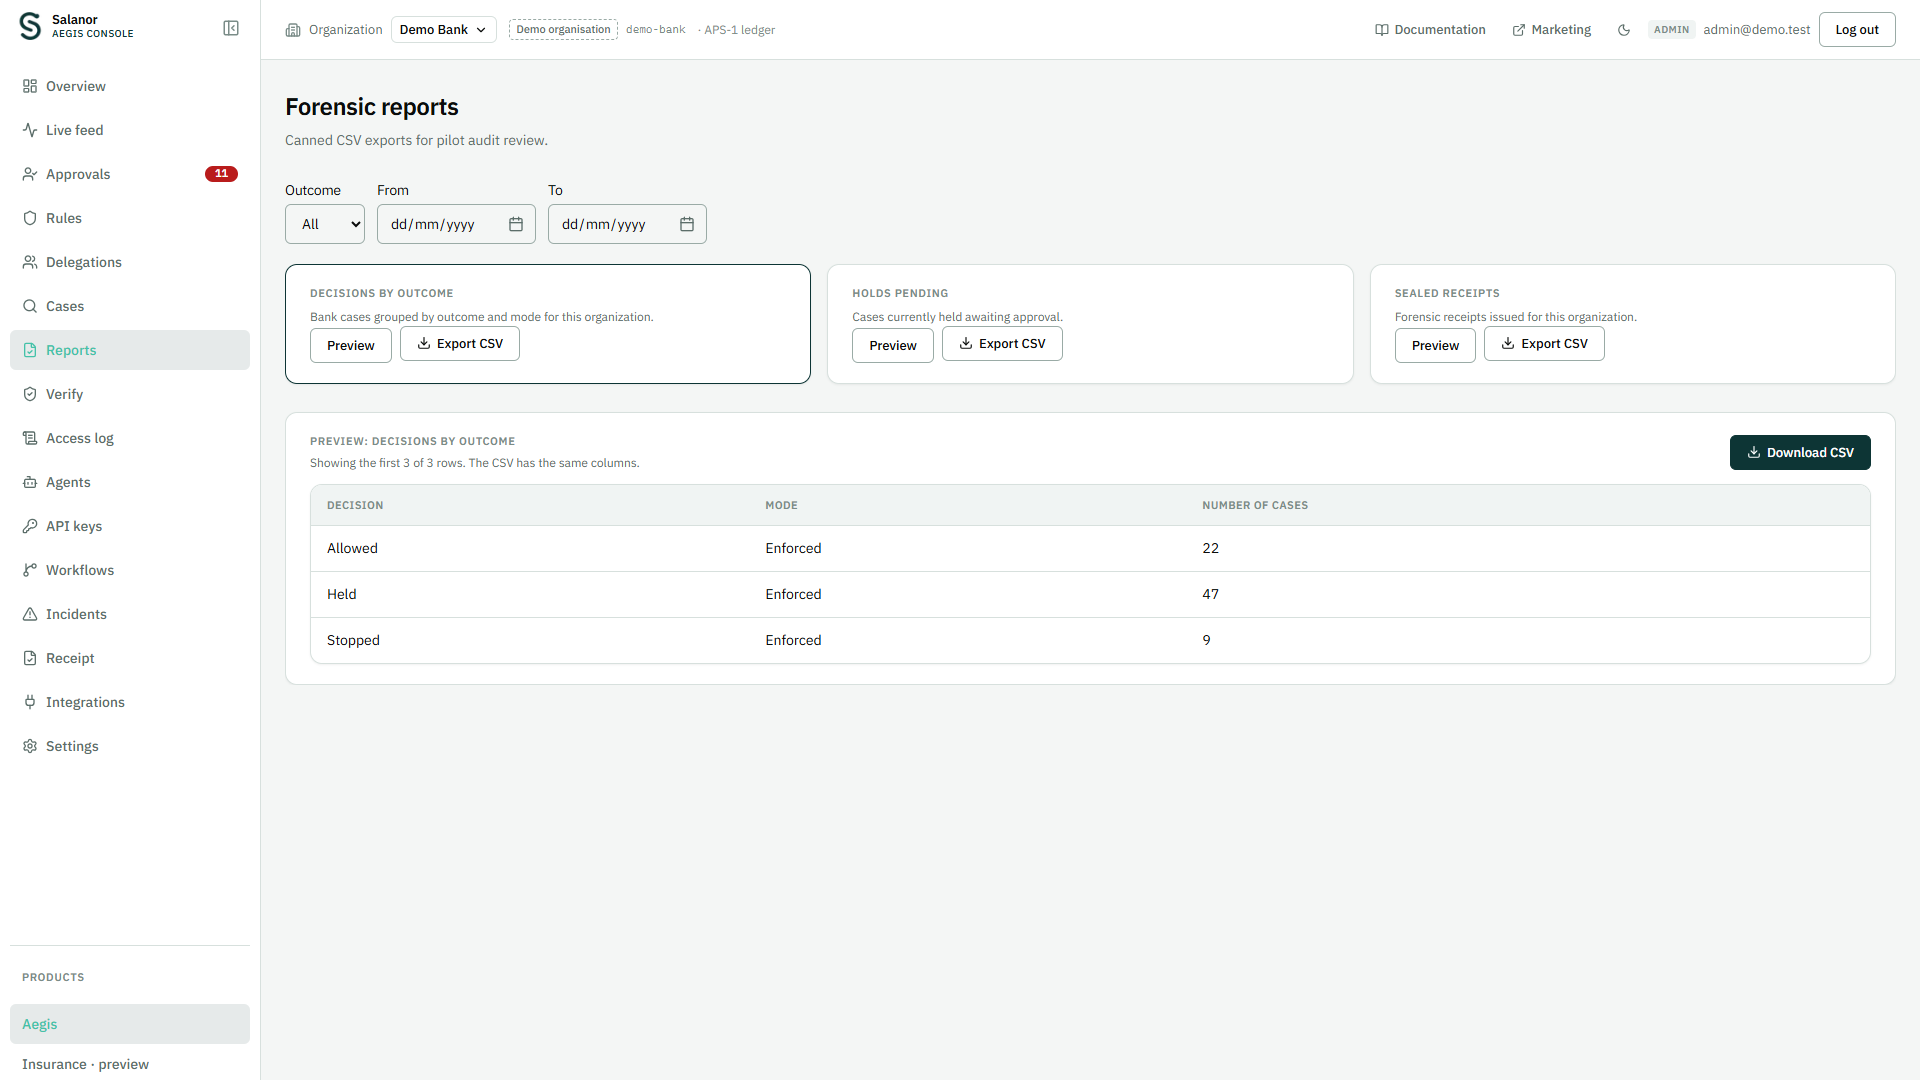 Salanor
AEGIS CONSOLE
Overview
Live feed
Approvals 11
Rules
Delegations
Cases
Reports
Verify
Access log
Agents
API keys
Workflows
Incidents
Receipt
Integrations
Settings
PRODUCTS
Aegis
Insurance · preview
Organization Demo Bank Demo organisation demo-bank · APS-1 ledger
Documentation Marketing ADMIN admin@demo.test Log out
Forensic reports
Canned CSV exports for pilot audit review.
Outcome From To
All dd/mm/yyyy dd/mm/yyyy
DECISIONS BY OUTCOME
Bank cases grouped by outcome and mode for this organization.
Preview Export CSV
HOLDS PENDING
Cases currently held awaiting approval.
Preview Export CSV
SEALED RECEIPTS
Forensic receipts issued for this organization.
Preview Export CSV
PREVIEW: DECISIONS BY OUTCOME
Showing the first 3 of 3 rows. The CSV has the same columns.
Download CSV
DECISION MODE NUMBER OF CASES
Allowed Enforced 22
Held Enforced 47
Stopped Enforced 9